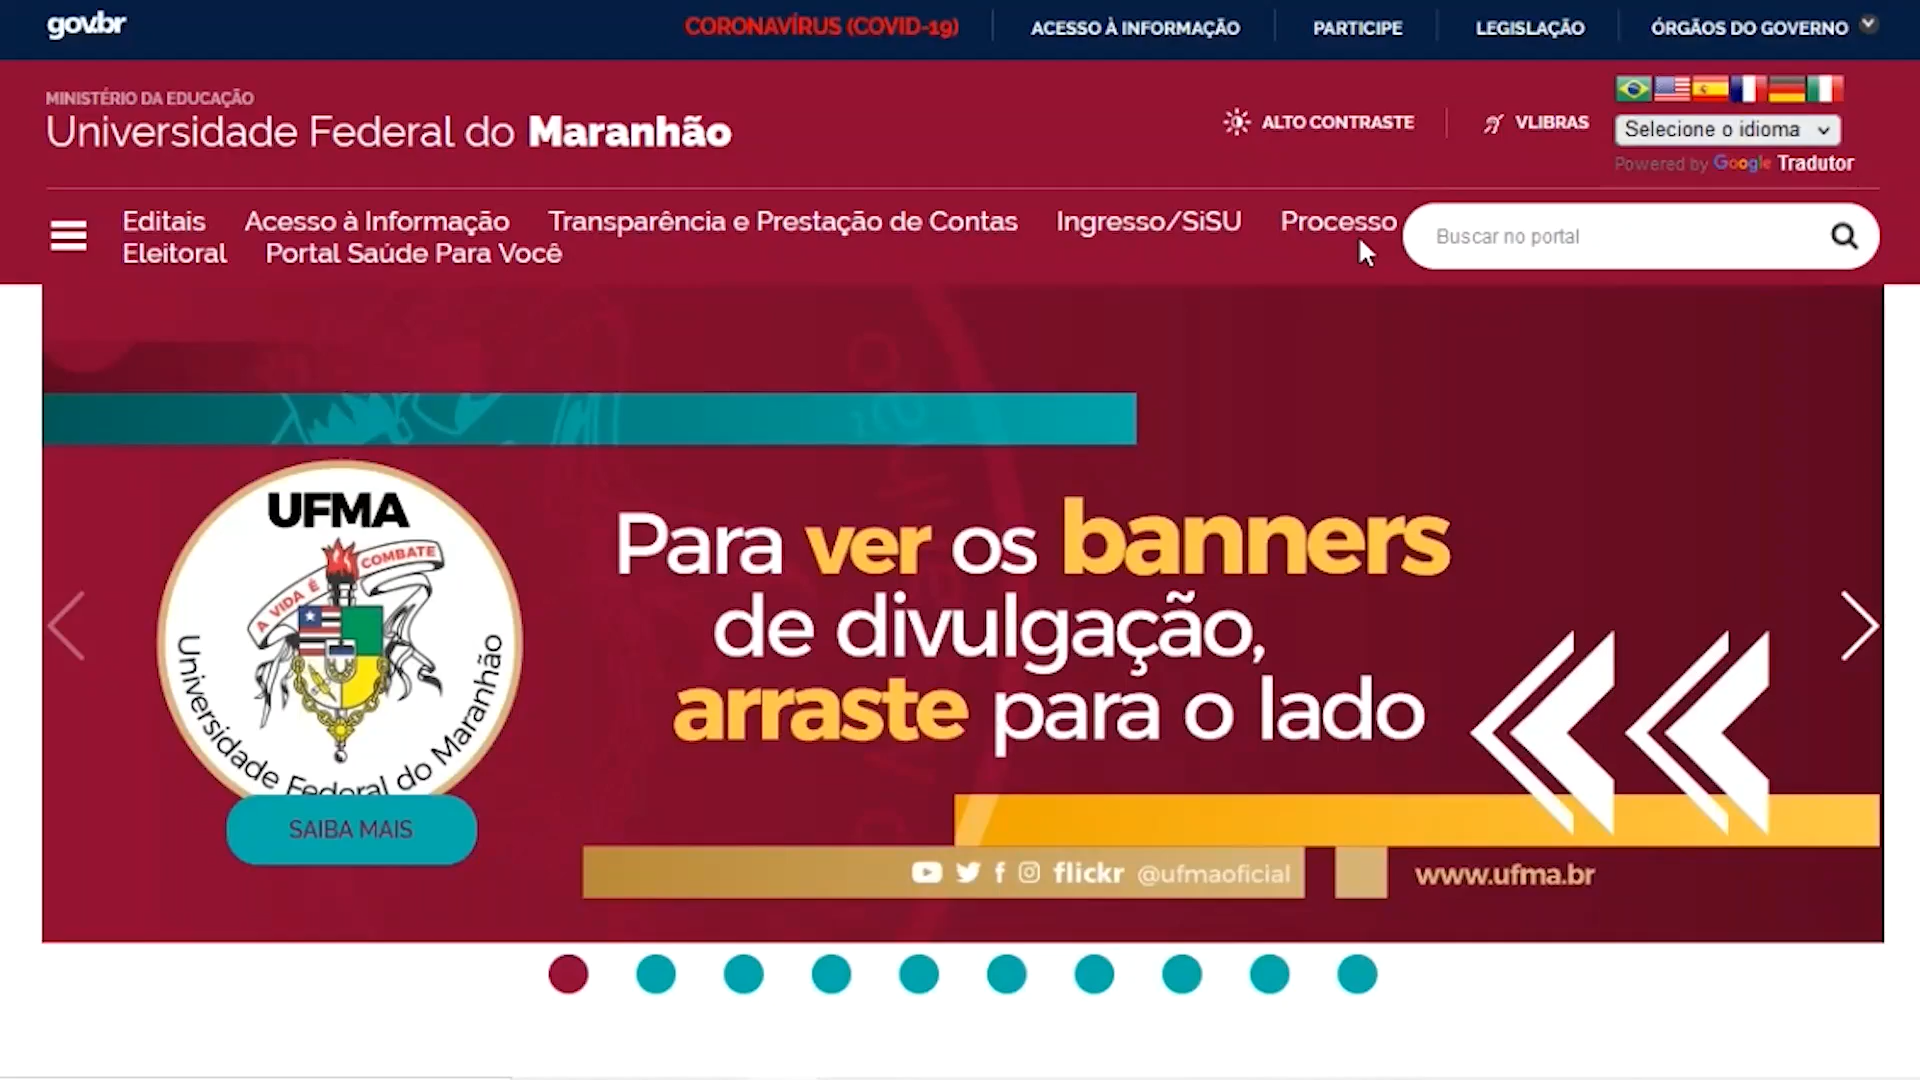 gov.br
CORONAVÍRUS (COVID-19)
ACESSO À INFORMAÇÃO
PARTICIPE
LEGISLAÇÃO
ÓRGÃOS DO GOVERNO
MINISTÉRIO DA EDUCAÇÃO
Universidade Federal do Maranhão
ALTO CONTRASTE
VLIBRAS
Selecione o idioma
Powered by Google Tradutor
Editais Acesso à Informação Transparência e Prestação de Contas Ingresso/SiSU Processo
Eleitoral Portal Saúde Para Você
Buscar no portal
UFMA
A VIDA É COMBATE
Universidade Federal do Maranhão
SAIBA MAIS
Para ver os banners
de divulgação,
arraste para o lado
flickr @ufmaoficial
www.ufma.br